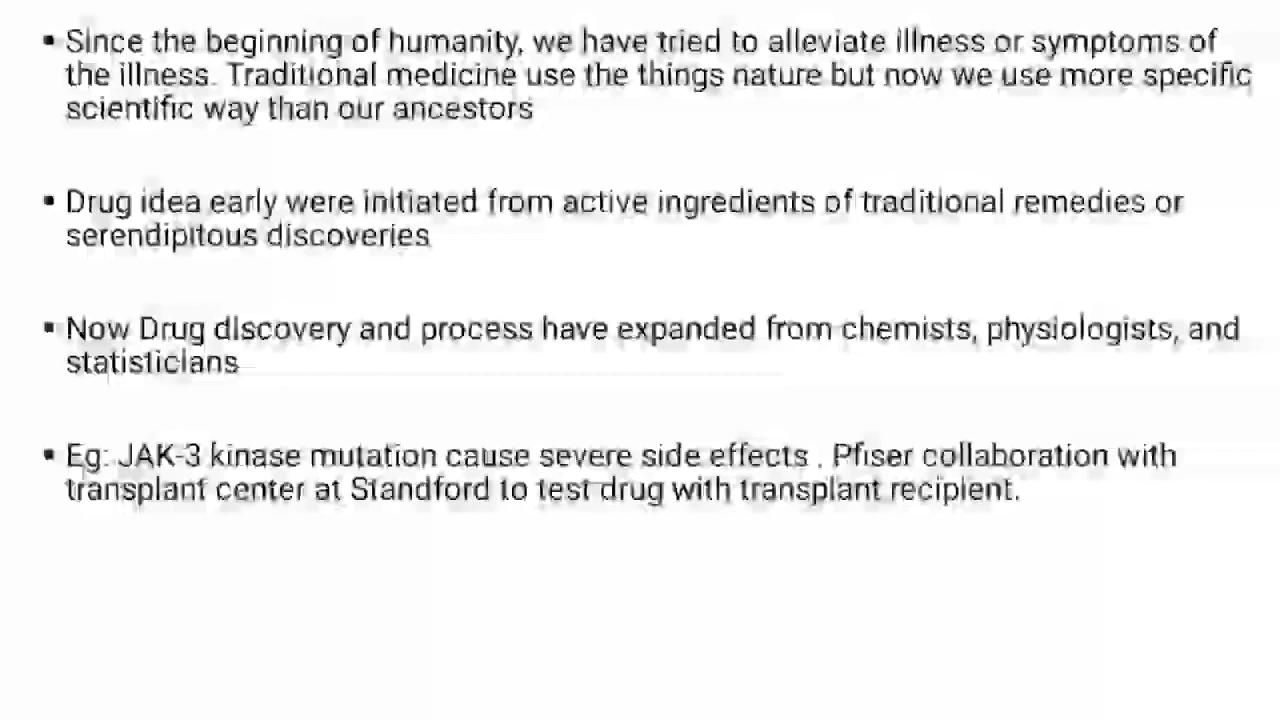 ▪ Since the beginning of humanity, we have tried to alleviate illness or symptoms of
the illness. Traditional medicine use the things nature but now we use more specific
scientific way than our ancestors
▪ Drug idea early were initiated from active ingredients of traditional remedies or
serendipitous discoveries
▪ Now Drug discovery and process have expanded from chemists, physiologists, and
statisticians
▪ Eg: JAK-3 kinase mutation cause severe side effects . Pfiser collaboration with
transplant center at Standford to test drug with transplant recipient.